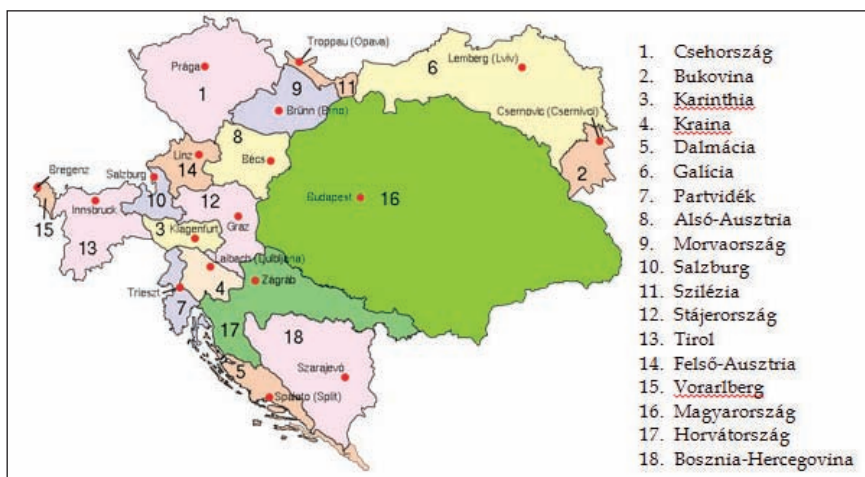 Troppau (Opava)
Prága
Lemberg (Lviv)
6
11
9
1
Csernovic (Csernivci)
Brünn (Brno)
8
Linz
Bécs
14
2
Bregenz
Salzburg
10
12
Budapest
16
Innsbruck
15
3
Klagenfurt
Graz
13
Laibach (Ljubljana)
Zágráb
4
Trieszt
7
17
18
Szarajevó
5
Spalato (Split)
1. Csehország
2. Bukovina
3. Karinthia
4. Kraina
5. Dalmácia
6. Galícia
7. Partvidék
8. Alsó-Ausztria
9. Morvaország
10. Salzburg
11. Szilézia
12. Stájerország
13. Tirol
14. Felső-Ausztria
15. Vorarlberg
16. Magyarország
17. Horvátország
18. Bosznia-Hercegovina